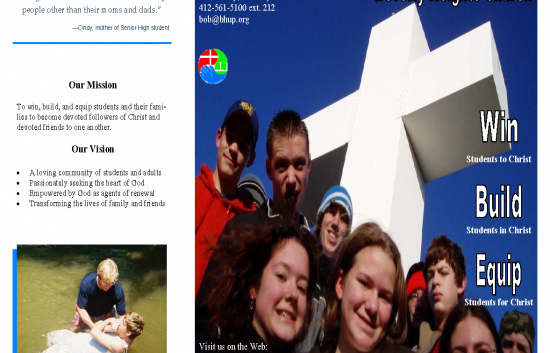 people other than their moms and dads."
—Cindy, mother of Senior High student
Our Mission
To win, build, and equip students and their fami-
lies to become devoted followers of Christ and
devoted friends to one another.
Our Vision
• A loving community of students and adults
• Passionately seeking the heart of God
• Empowered by God as agents of renewal
• Transforming the lives of family and friends
412-561-5100 ext. 212
bob@bhup.org
Win
Students to Christ
Build
Students in Christ
Equip
Students for Christ
Visit us on the Web: